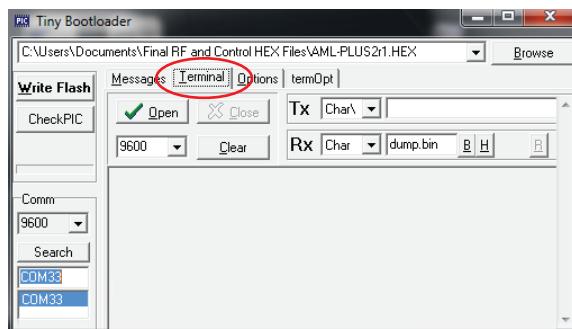 PIC Tiny Bootloader
C:\Users\Documents\Final RF and Control HEX Files\AML-PLUS2r1.HEX Browse
Write Flash
CheckPIC
Messages Terminal Options termOpt
Open Close Tx Char\
9600 Clear Rx Char dump.bin B H R
Comm
9600
Search
COM33
COM33